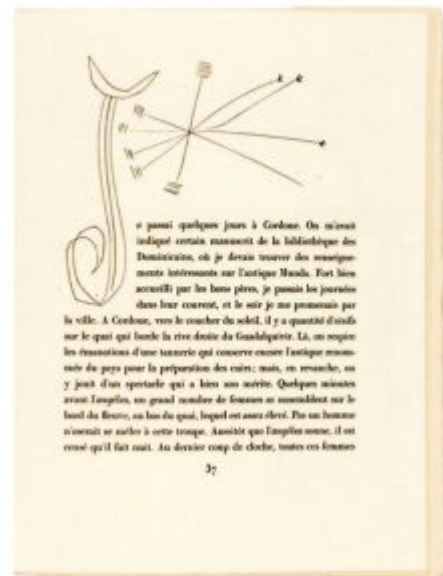 Je passai quelques jours à Cordoue. On m'avait
indiqué certain manuscrit de la bibliothèque des
Dominicains, où je devais trouver des renseigne-
ments intéressants sur l'antique Munda. Fort bien
accueilli par les bons pères, je passais les journées
dans leur couvent, et le soir je me promenais par
la ville. A Cordoue, vers le coucher du soleil, il y a quantité d'oisifs
sur le quai qui borde la rive droite du Guadalquivir. Là, on respire
les émanations d'une tannerie qui conserve encore l'antique renom-
mée du pays pour la préparation des cuirs; mais, en revanche, on
y jouit d'un spectacle qui a bien son mérite. Quelques minutes
avant l'angélus, un grand nombre de femmes se rassemblent sur le
bord du fleuve, au bas du quai, lequel est assez élevé. Pas un homme
n'oserait se mêler à cette troupe. Aussitôt que l'angélus sonne, il est
censé qu'il fait nuit. Au dernier coup de cloche, toutes ces femmes
37